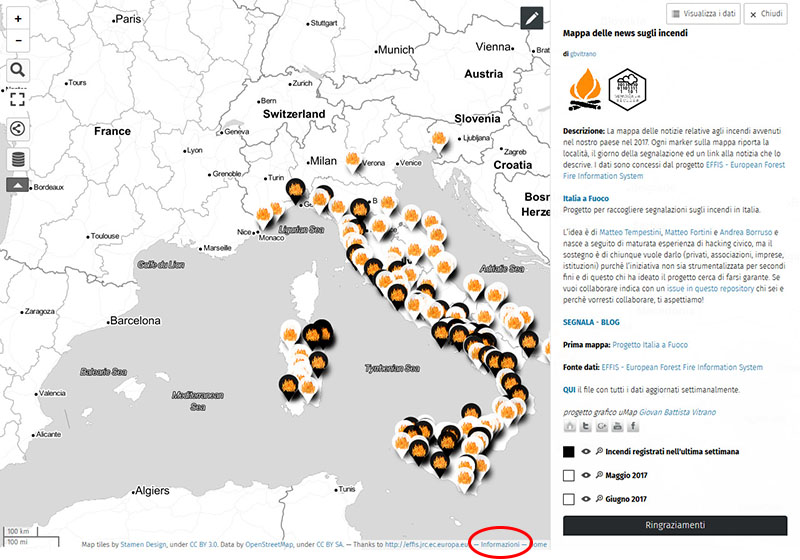 Visualizza i dati
Chiudi
Mappa delle news sugli incendi
di gbvitrano
Descrizione: La mappa delle notizie relative agli incendi avvenuti
nel nostro paese nel 2017. Ogni marker sulla mappa riporta la
località, il giorno della segnalazione ed un link alla notizia che lo
descrive. I dati sono concessi dal progetto EFFIS - European Forest
Fire Information System
Italia a Fuoco
Progetto per raccogliere segnalazioni sugli incendi in Italia.
L'idea è di Matteo Tempestini, Matteo Fortini e Andrea Borruso e
nasce a seguito di maturata esperienza di hacking civico, ma il
sostegno è di chiunque vuole darlo (privati, associazioni, imprese,
istituzioni) purchè l'iniziativa non sia strumentalizzata per secondi
fini e di questo chi ha ideato il progetto cerca di farsi garante. Se
vuoi collaborare indica con un issue in questo repository chi sei e
perchè vorresti collaborare, ti aspettiamo!
SEGNALA - BLOG
Prima mappa: Progetto Italia a Fuoco
Fonte dati: EFFIS - European Forest Fire Information System
QUI il file con tutti i dati aggiornati settimanalmente.
progetto grafico uMap Giovan Battista Vitrano
Incendi registrati nell'ultima settimana
Maggio 2017
Giugno 2017
Ringraziamenti
Paris
Stuttgart
Munich
Vienna
Brat
Austria
Tours
Zurich
Bern
Switzerland
France
Geneva
Slovenia
Ljubljana
Zagreb
Croatia
Lyon
Milan
Verona
Venice
Grenoble
Turin
Bordeaux
Bosn
Herze
Ge
Nice
Monaco
Ligurian Sea
Toulouse
Marseille
Golfe du Lion
Adriatic Sea
Zaragoza
Barcelona
Balearic Sea
Tyrrhenian Sea
Valencia
Mediterranean
Sea
Alicante
Algiers
Tunis
100 km
100 mi
Map tiles by Stamen Design, under CC BY 3.0. Data by OpenStreetMap, under CC BY SA. — Thanks to http://effis.jrc.ec.europa.eu — Informazioni — Home